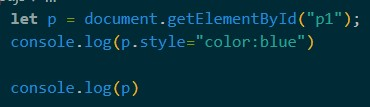 let p = document.getElementById("p1");
console.log(p.style="color:blue")
console.log(p)